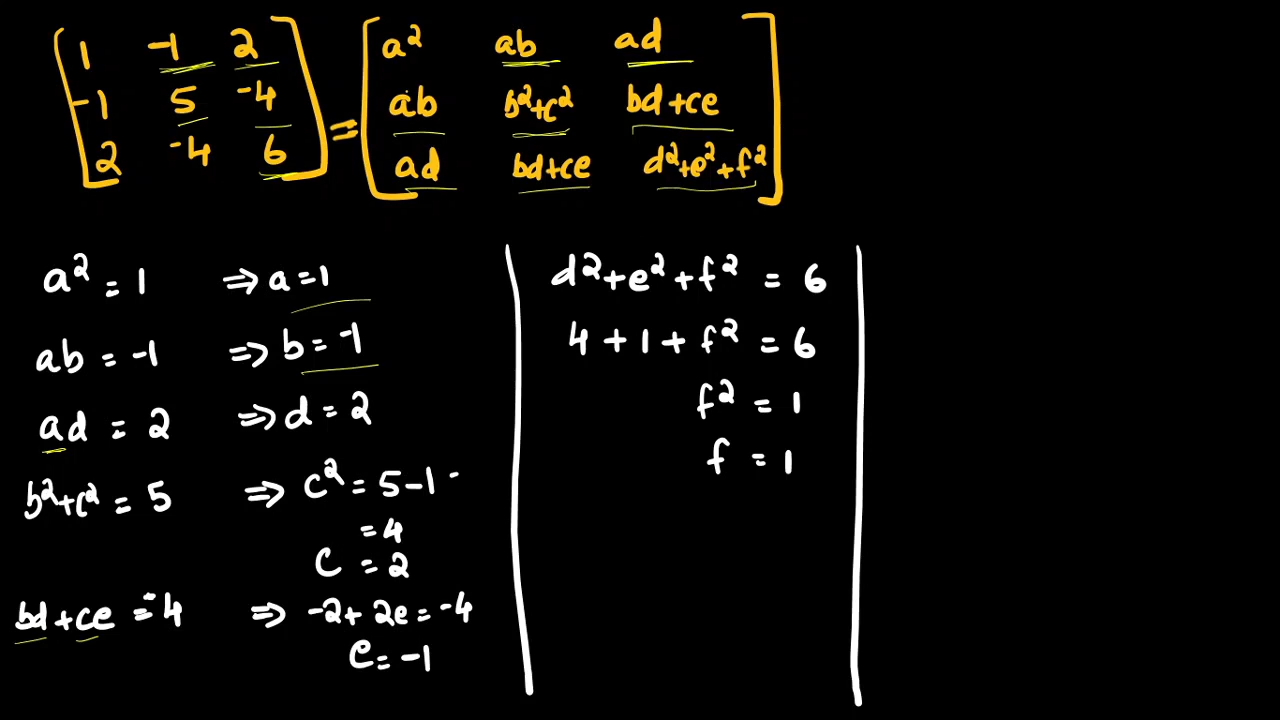 [1 -1 2] = [a² ab ad]
[-1 5 -4] [ab b²+c² bd+ce]
[2 -4 6] [ad bd+ce d²+e²+f²]
a² = 1 ⇒ a = 1
ab = -1 ⇒ b = -1
ad = 2 ⇒ d = 2
b²+c² = 5 ⇒ c² = 5-1
= 4
c = 2
bd+ce = -4 ⇒ -2+2e = -4
e = -1
d²+e²+f² = 6
4+1+f² = 6
f² = 1
f = 1